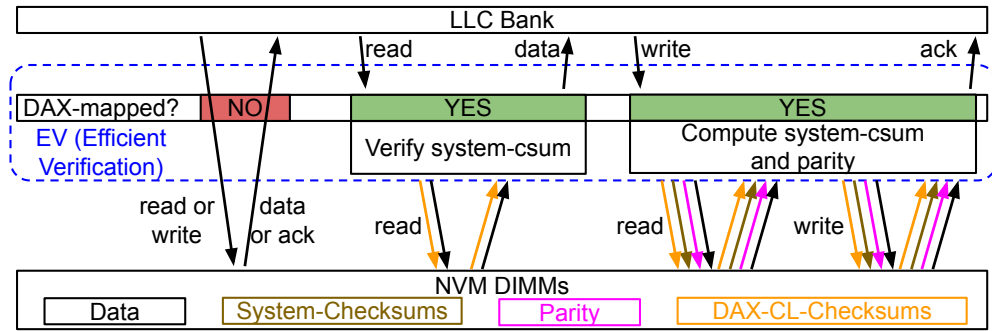 LLC Bank
read
data
write
ack
DAX-mapped?
NO
YES
YES
EV (Efficient
Verification)
Verify system-csum
Compute system-csum
and parity
read or
write
data
or ack
read
read
write
NVM DIMMs
Data
System-Checksums
Parity
DAX-CL-Checksums